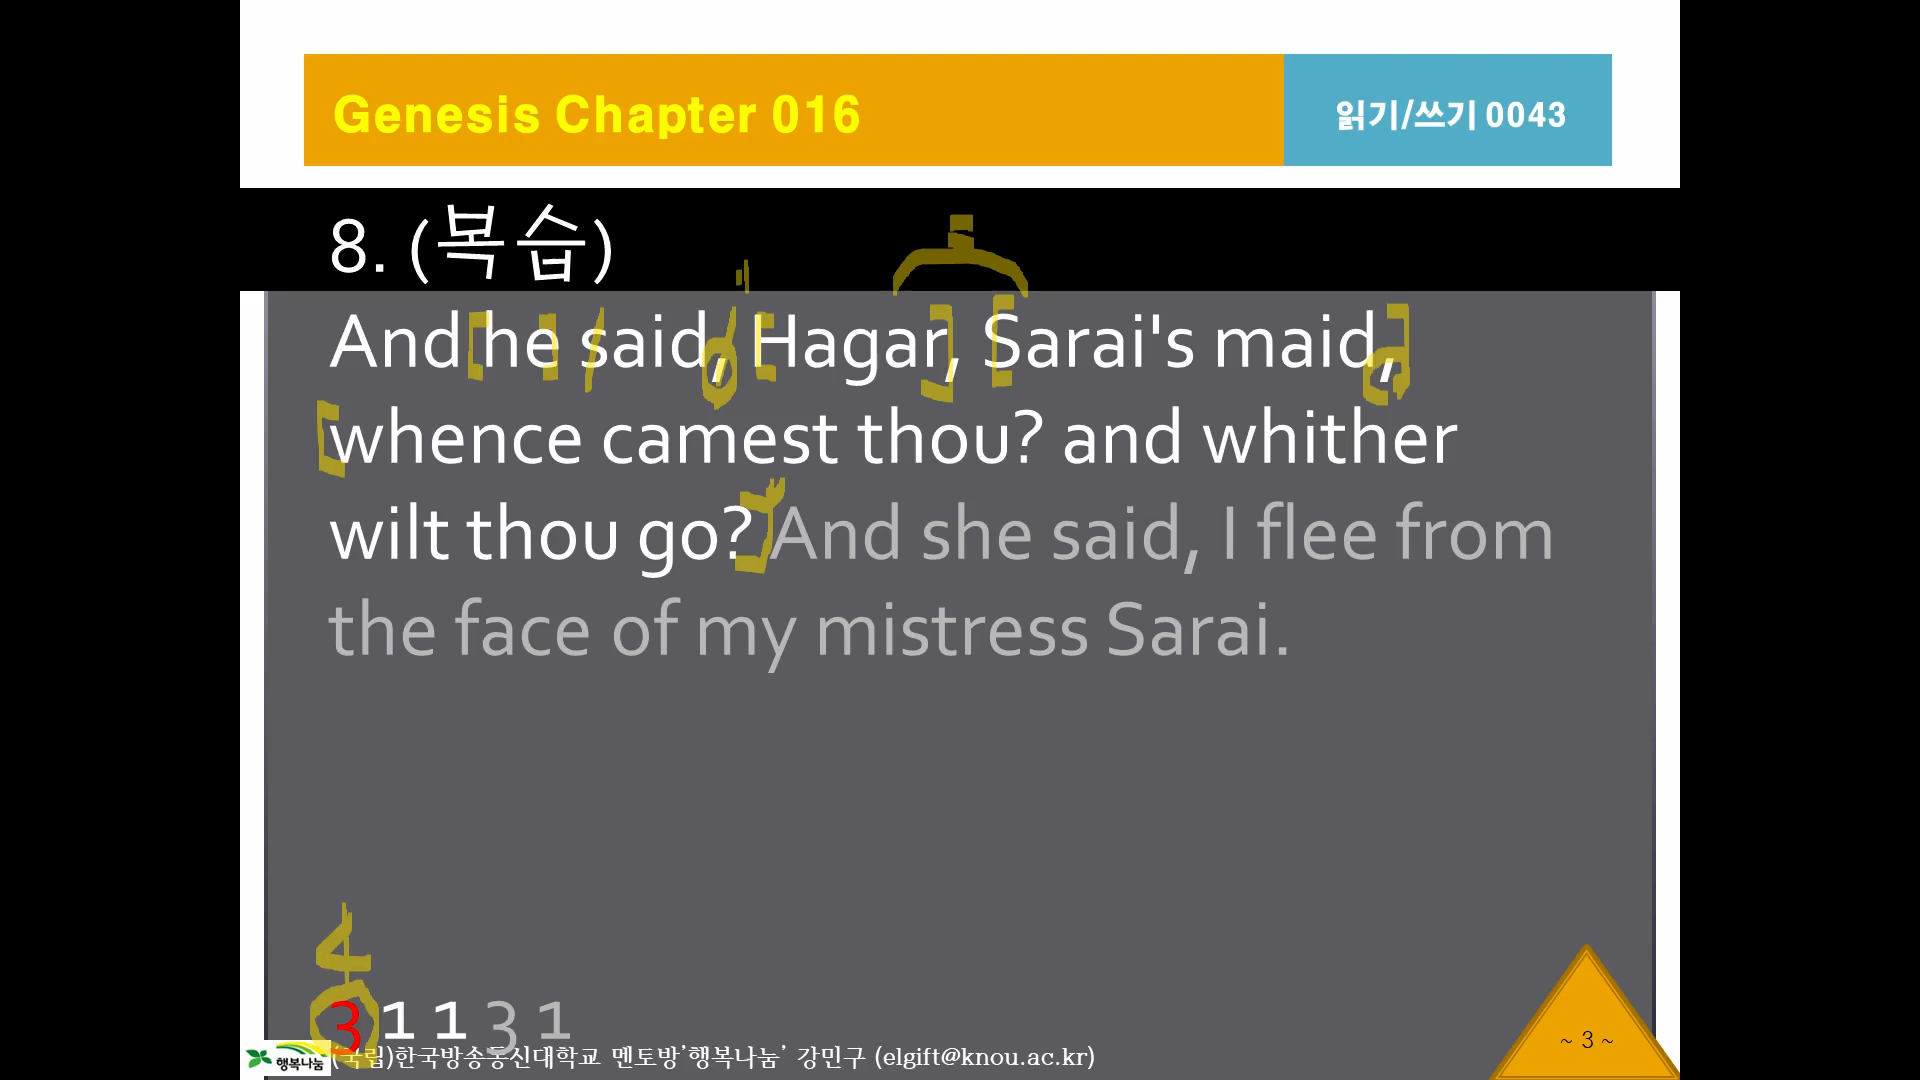 Genesis Chapter 016
읽기/쓰기 0043
8. (복습)
And he said, Hagar, Sarai's maid,
whence camest thou? and whither
wilt thou go? And she said, I flee from
the face of my mistress Sarai.
4
3 1 1 3 1
행복나눔
(국립)한국방송통신대학교 멘토방'행복나눔' 강민구 (elgift@knou.ac.kr)
~ 3 ~